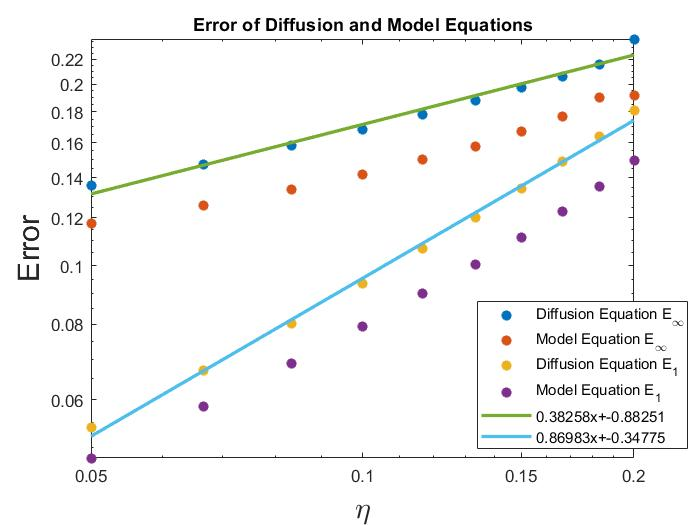 Error of Diffusion and Model Equations
Error
0.22
0.2
0.18
0.16
0.14
0.12
0.1
0.08
0.06
Diffusion Equation E∞
Model Equation E∞
Diffusion Equation E₁
Model Equation E₁
0.38258x+-0.88251
0.86983x+-0.34775
0.05 0.1 0.15 0.2
η